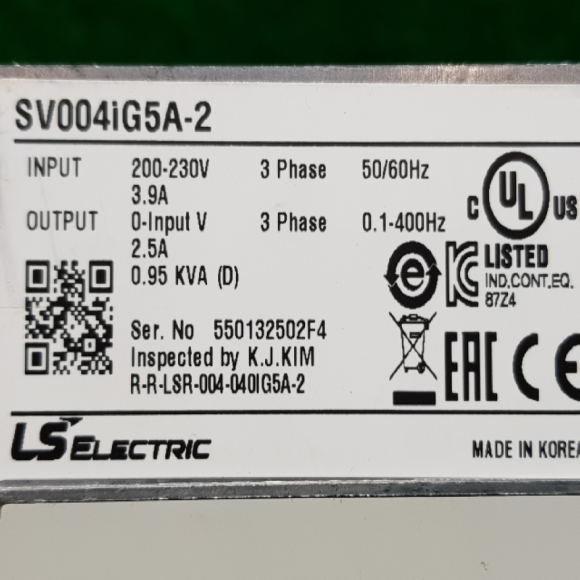 SV004iG5A-2
INPUT 200-230V 3 Phase 50/60Hz
3.9A
OUTPUT 0-Input V 3 Phase 0.1-400Hz
2.5A
0.95 KVA (D)
Ser. No 550132502F4
Inspected by K.J.KIM
R-R-LSR-004-040IG5A-2
C UL US
LISTED
IND.CONT.EQ.
87Z4
EAC CE
LS ELECTRIC
MADE IN KOREA